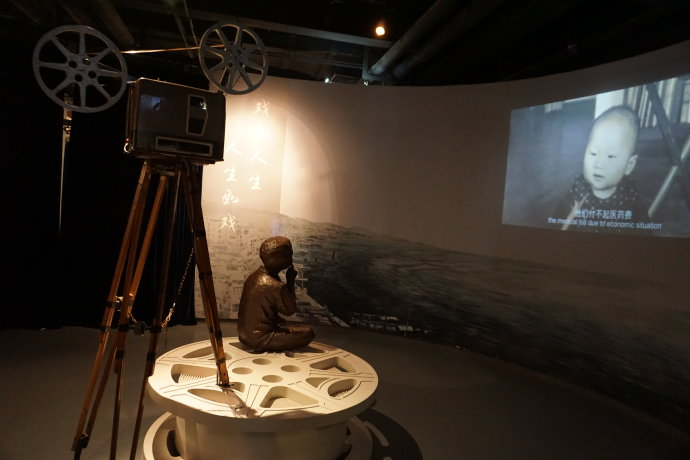 戏如人生
人生如戏
他们付不起医药费
the medical bill due to economic situation